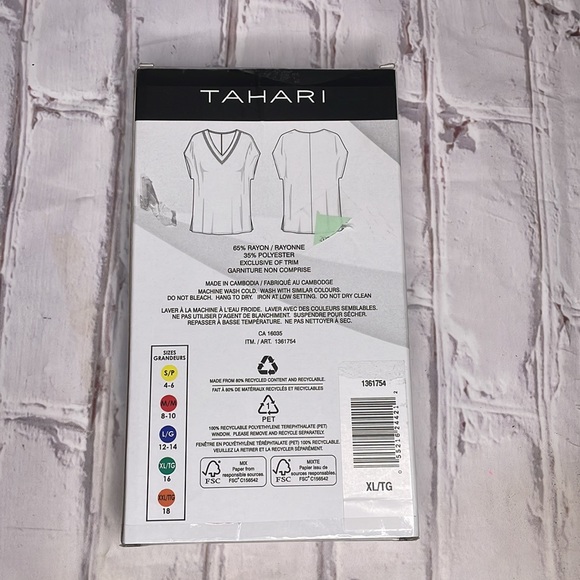 TAHARI
65% RAYON / RAYONNE
35% POLYESTER
EXCLUSIVE OF TRIM
GARNITURE NON COMPRISE
MADE IN CAMBODIA / FABRIQUÉ AU CAMBODGE
MACHINE WASH COLD. WASH WITH SIMILAR COLOURS.
DO NOT BLEACH. HANG TO DRY. IRON AT LOW SETTING. DO NOT DRY CLEAN
LAVER À LA MACHINE À L'EAU FROIDE. LAVER AVEC DES COULEURS SEMBLABLES.
NE PAS UTILISER D'AGENT DE BLANCHIMENT. SUSPENDRE POUR SÉCHER.
REPASSER À BASSE TEMPÉRATURE. NE PAS NETTOYER À SEC.
CA 16035
ITM. / ART. 1361754
SIZES
GRANDEURS
S/P
4-6
M/M
8-10
L/G
12-14
XL/TG
16
XXL/TTG
18
MADE FROM 80% RECYCLED CONTENT AND RECYCLABLE.
FAIT À 80% DE MATÉRIAUX RECYCLÉS ET RECYCLABLES
1
PET
100% RECYCLABLE POLYETHYLENE TEREPHTHALATE (PET)
WINDOW. PLEASE REMOVE AND RECYCLE SEPARATELY.
FENÊTRE EN POLYÉTHYLÈNE TÉRÉPHTALATE (PET) 100% RECYCLABLE.
VEUILLEZ LA RETIRER ET LA RECYCLER SÉPARÉMENT.
FSC
MIX
Paper from
responsible sources.
FSC® C156542
FSC
MIXTE
Papier issu de
sources responsables.
FSC® C156542
1361754
8 55216 24421 2
XL/TG